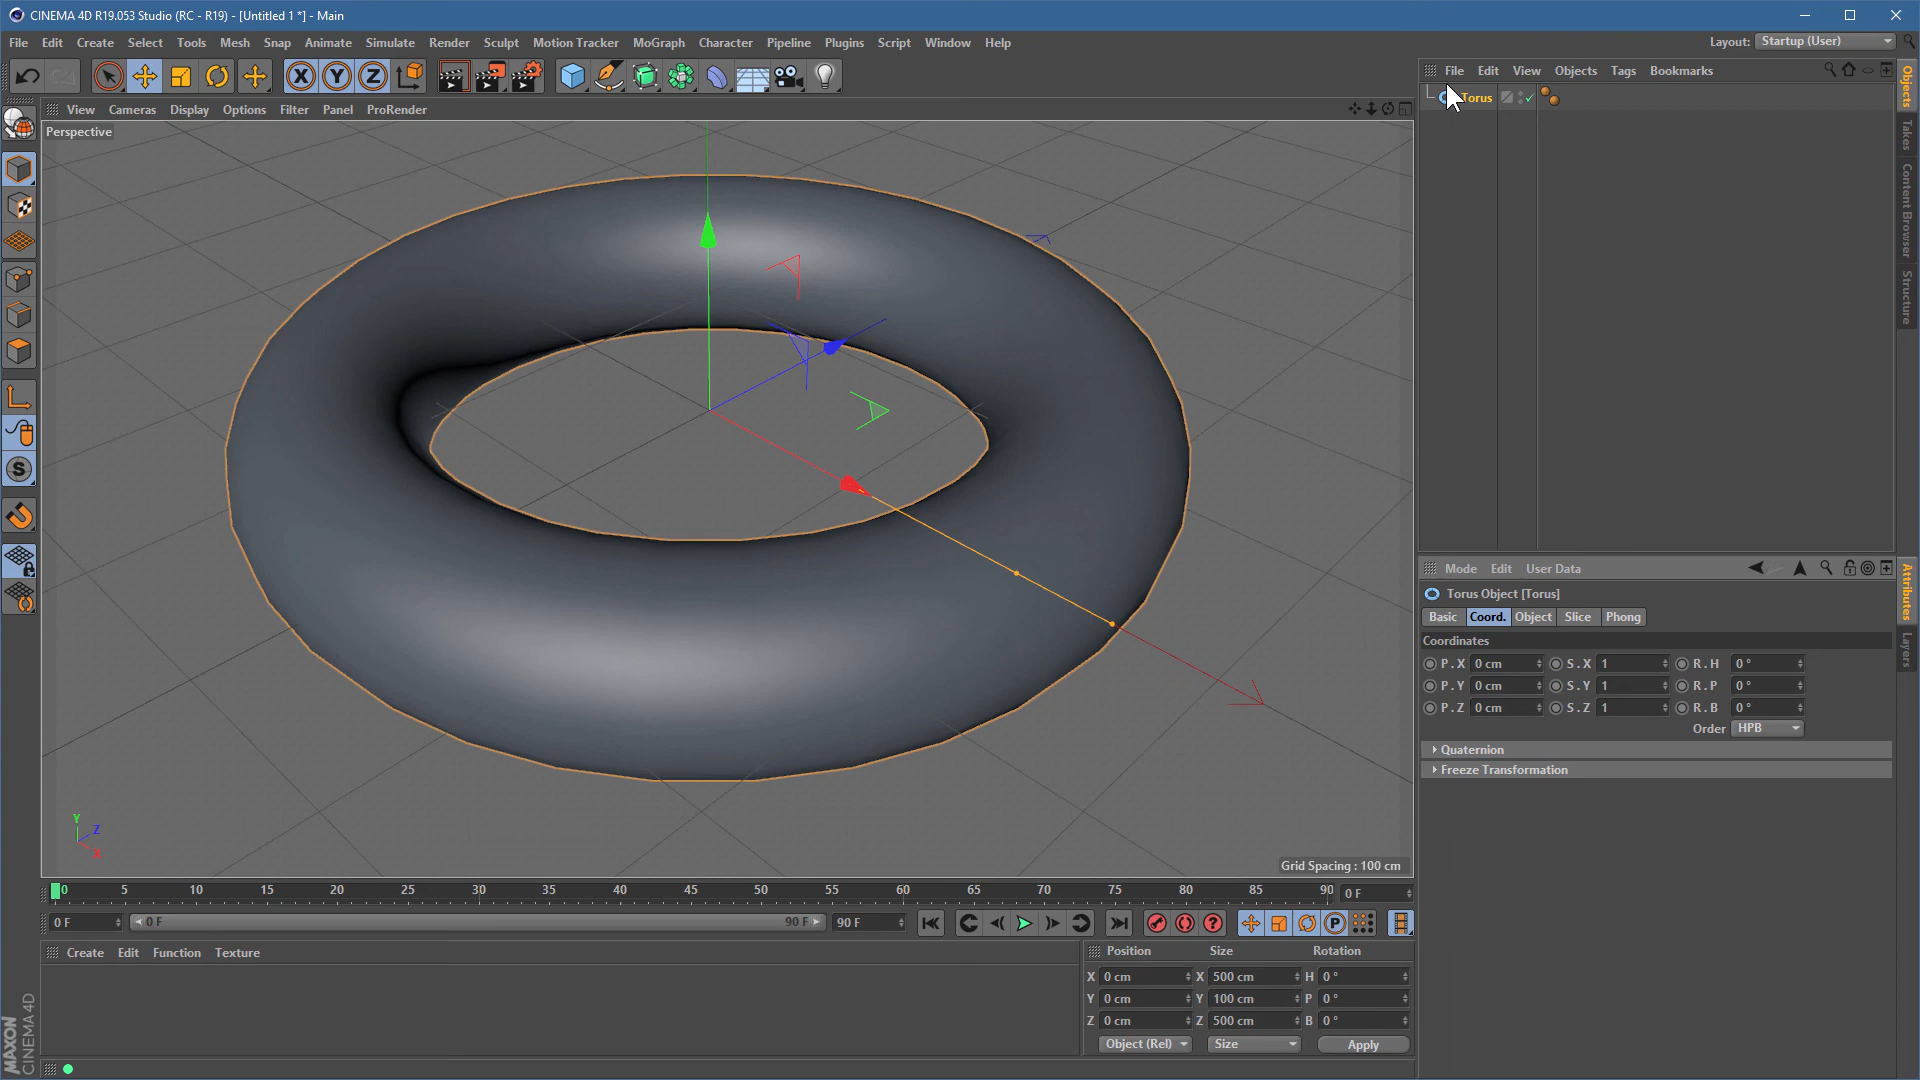 CINEMA 4D R19.053 Studio (RC - R19) - [Untitled 1 *] - Main
File Edit Create Select Tools Mesh Snap Animate Simulate Render Sculpt Motion Tracker MoGraph Character Pipeline Plugins Script Window Help
Layout: Startup (User)
X Y Z
File Edit View Objects Tags Bookmarks
View Cameras Display Options Filter Panel ProRender
Perspective
Torus
Objects
Takes
Content Browser
Structure
S
Mode Edit User Data
Torus Object [Torus]
Basic Coord. Object Slice Phong
Coordinates
P.X 0 cm S.X 1 R.H 0 °
P.Y 0 cm S.Y 1 R.P 0 °
P.Z 0 cm S.Z 1 R.B 0 °
Order HPB
Quaternion
Freeze Transformation
Attributes
Layers
Y
Z
X
Grid Spacing : 100 cm
0 5 10 15 20 25 30 35 40 45 50 55 60 65 70 75 80 85 90 0 F
0 F 0 F 90 F 90 F P
Create Edit Function Texture
Position Size Rotation
X 0 cm X 500 cm H 0 °
Y 0 cm Y 100 cm P 0 °
Z 0 cm Z 500 cm B 0 °
Object (Rel) Size Apply
MAXON
CINEMA 4D